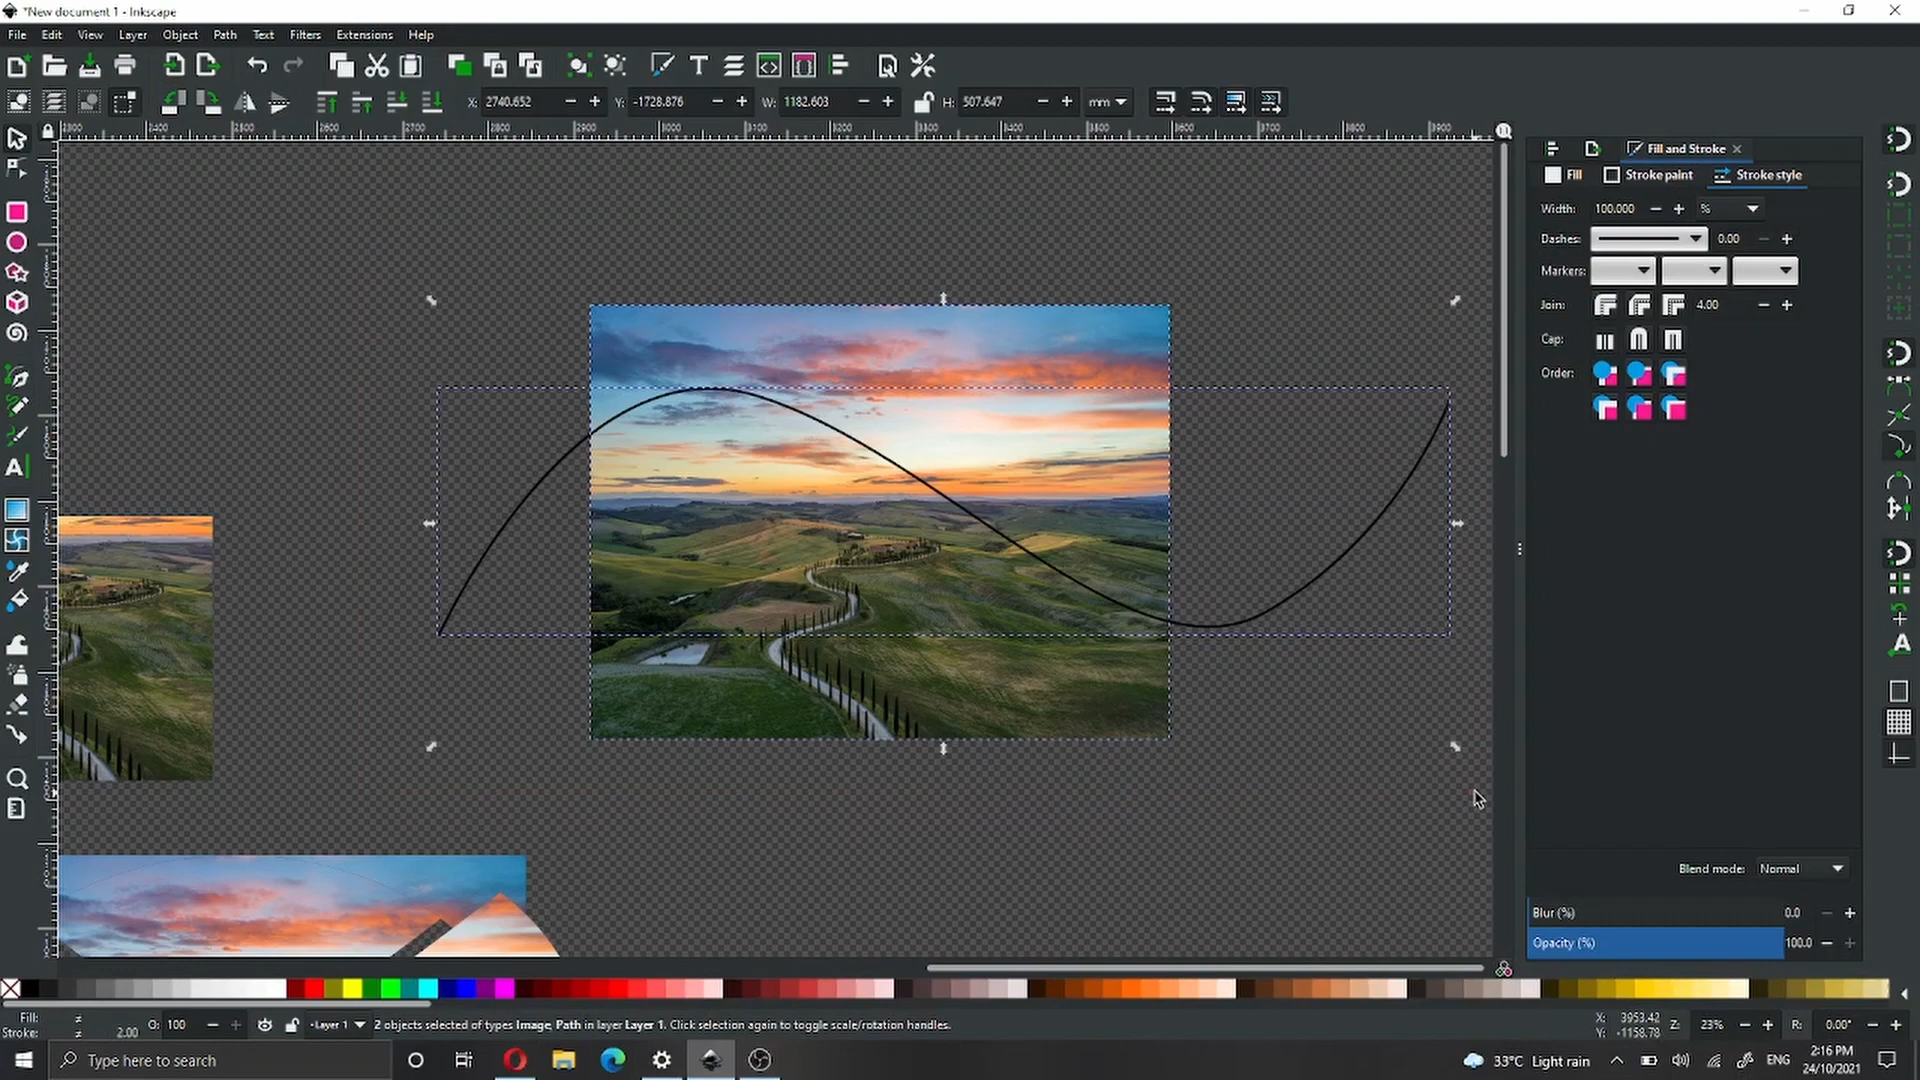 *New document 1 - Inkscape
File Edit View Layer Object Path Text Filters Extensions Help
X: 2740.652 Y: -1728.876 W: 1182.603 H: 507.647 mm
Fill and Stroke
Fill Stroke paint Stroke style
Width: 100.000 %
Dashes: 0.00
Markers:
Join: 4.00
Cap:
Order:
Blend mode: Normal
Blur (%) 0.0
Opacity (%) 100.0
Fill:
Stroke: 2.00
O: 100
Layer 1
2 objects selected of types Image, Path in layer Layer 1. Click selection again to toggle scale/rotation handles.
X: 3953.42
Y: -1158.78
Z: 23%
R: 0.00°
Type here to search
33°C Light rain
ENG
2:16 PM
24/10/2021